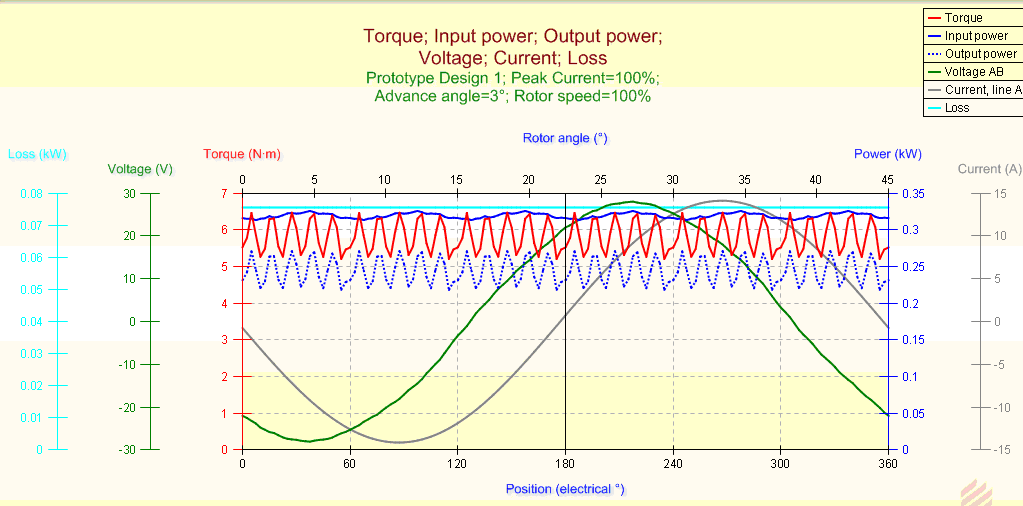 Torque; Input power; Output power;
Voltage; Current; Loss
Prototype Design 1; Peak Current=100%;
Advance angle=3°; Rotor speed=100%
Torque
Input power
Output power
Voltage AB
Current, line A
Loss
Rotor angle (°)
Loss (kW)
Voltage (V)
Torque (N·m)
Power (kW)
Current (A)
0 5 10 15 20 25 30 35 40 45
0.08 30 7 0.35 15
0.07 20 6 0.3 10
0.06 10 5 0.25 5
0.05 0 4 0.2 0
0.04 -10 3 0.15 -5
0.03 -20 2 0.1 -10
0.02 -30 1 0.05 -15
0.01 0 0
0
0 60 120 180 240 300 360
Position (electrical °)